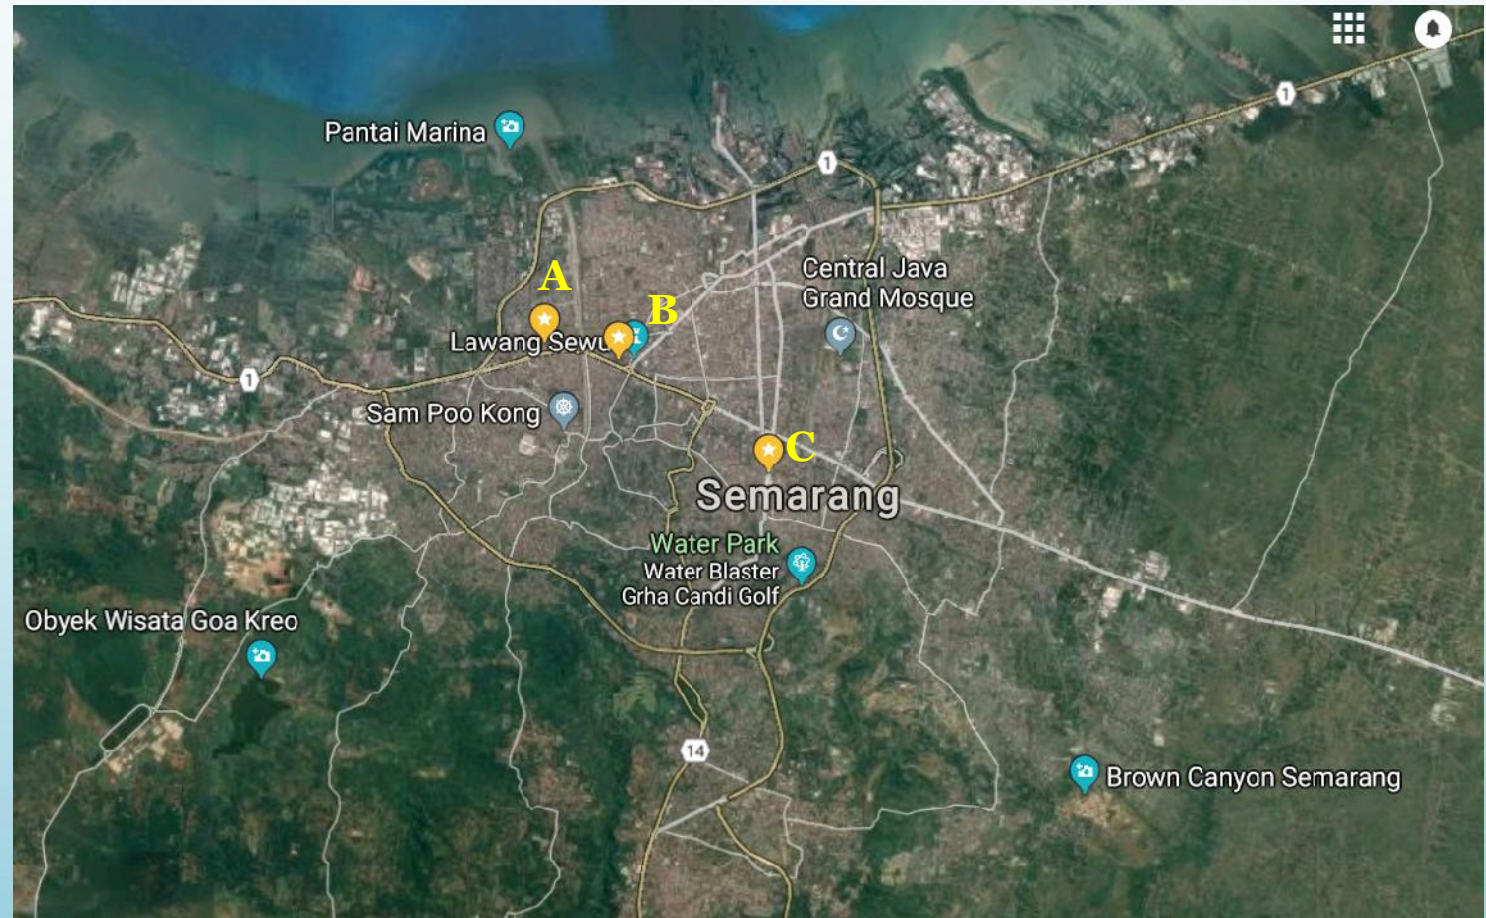 Pantai Marina
1
1
A
B
Central Java
Grand Mosque
Lawang Sewu
1
Sam Poo Kong
C
Semarang
Water Park
Water Blaster
Grha Candi Golf
Obyek Wisata Goa Kreo
14
Brown Canyon Semarang